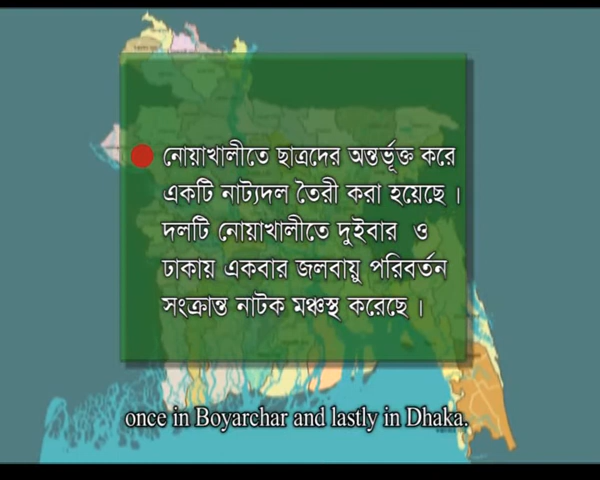 নোয়াখালীতে ছাত্রদের অন্তর্ভূক্ত করে
একটি নাট্যদল তৈরী করা হয়েছে ।
দলটি নোয়াখালীতে দুইবার ও
ঢাকায় একবার জলবায়ু পরিবর্তন
সংক্রান্ত নাটক মঞ্চস্থ করেছে ।
once in Boyarchar and lastly in Dhaka.